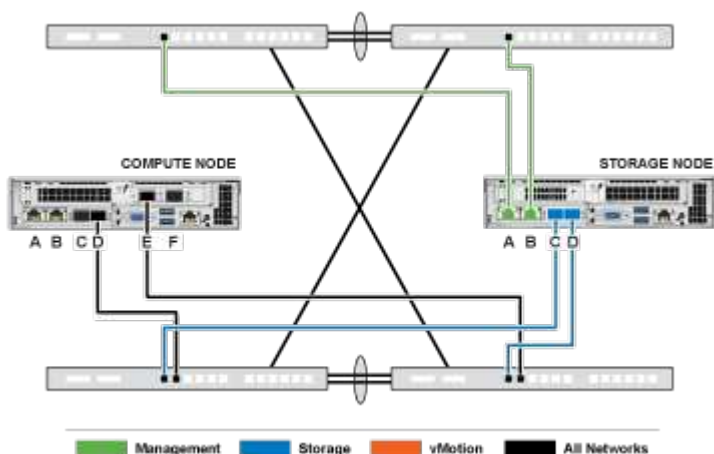 COMPUTE NODE
STORAGE NODE
A B C D E F
A B C D
Management Storage vMotion All Networks